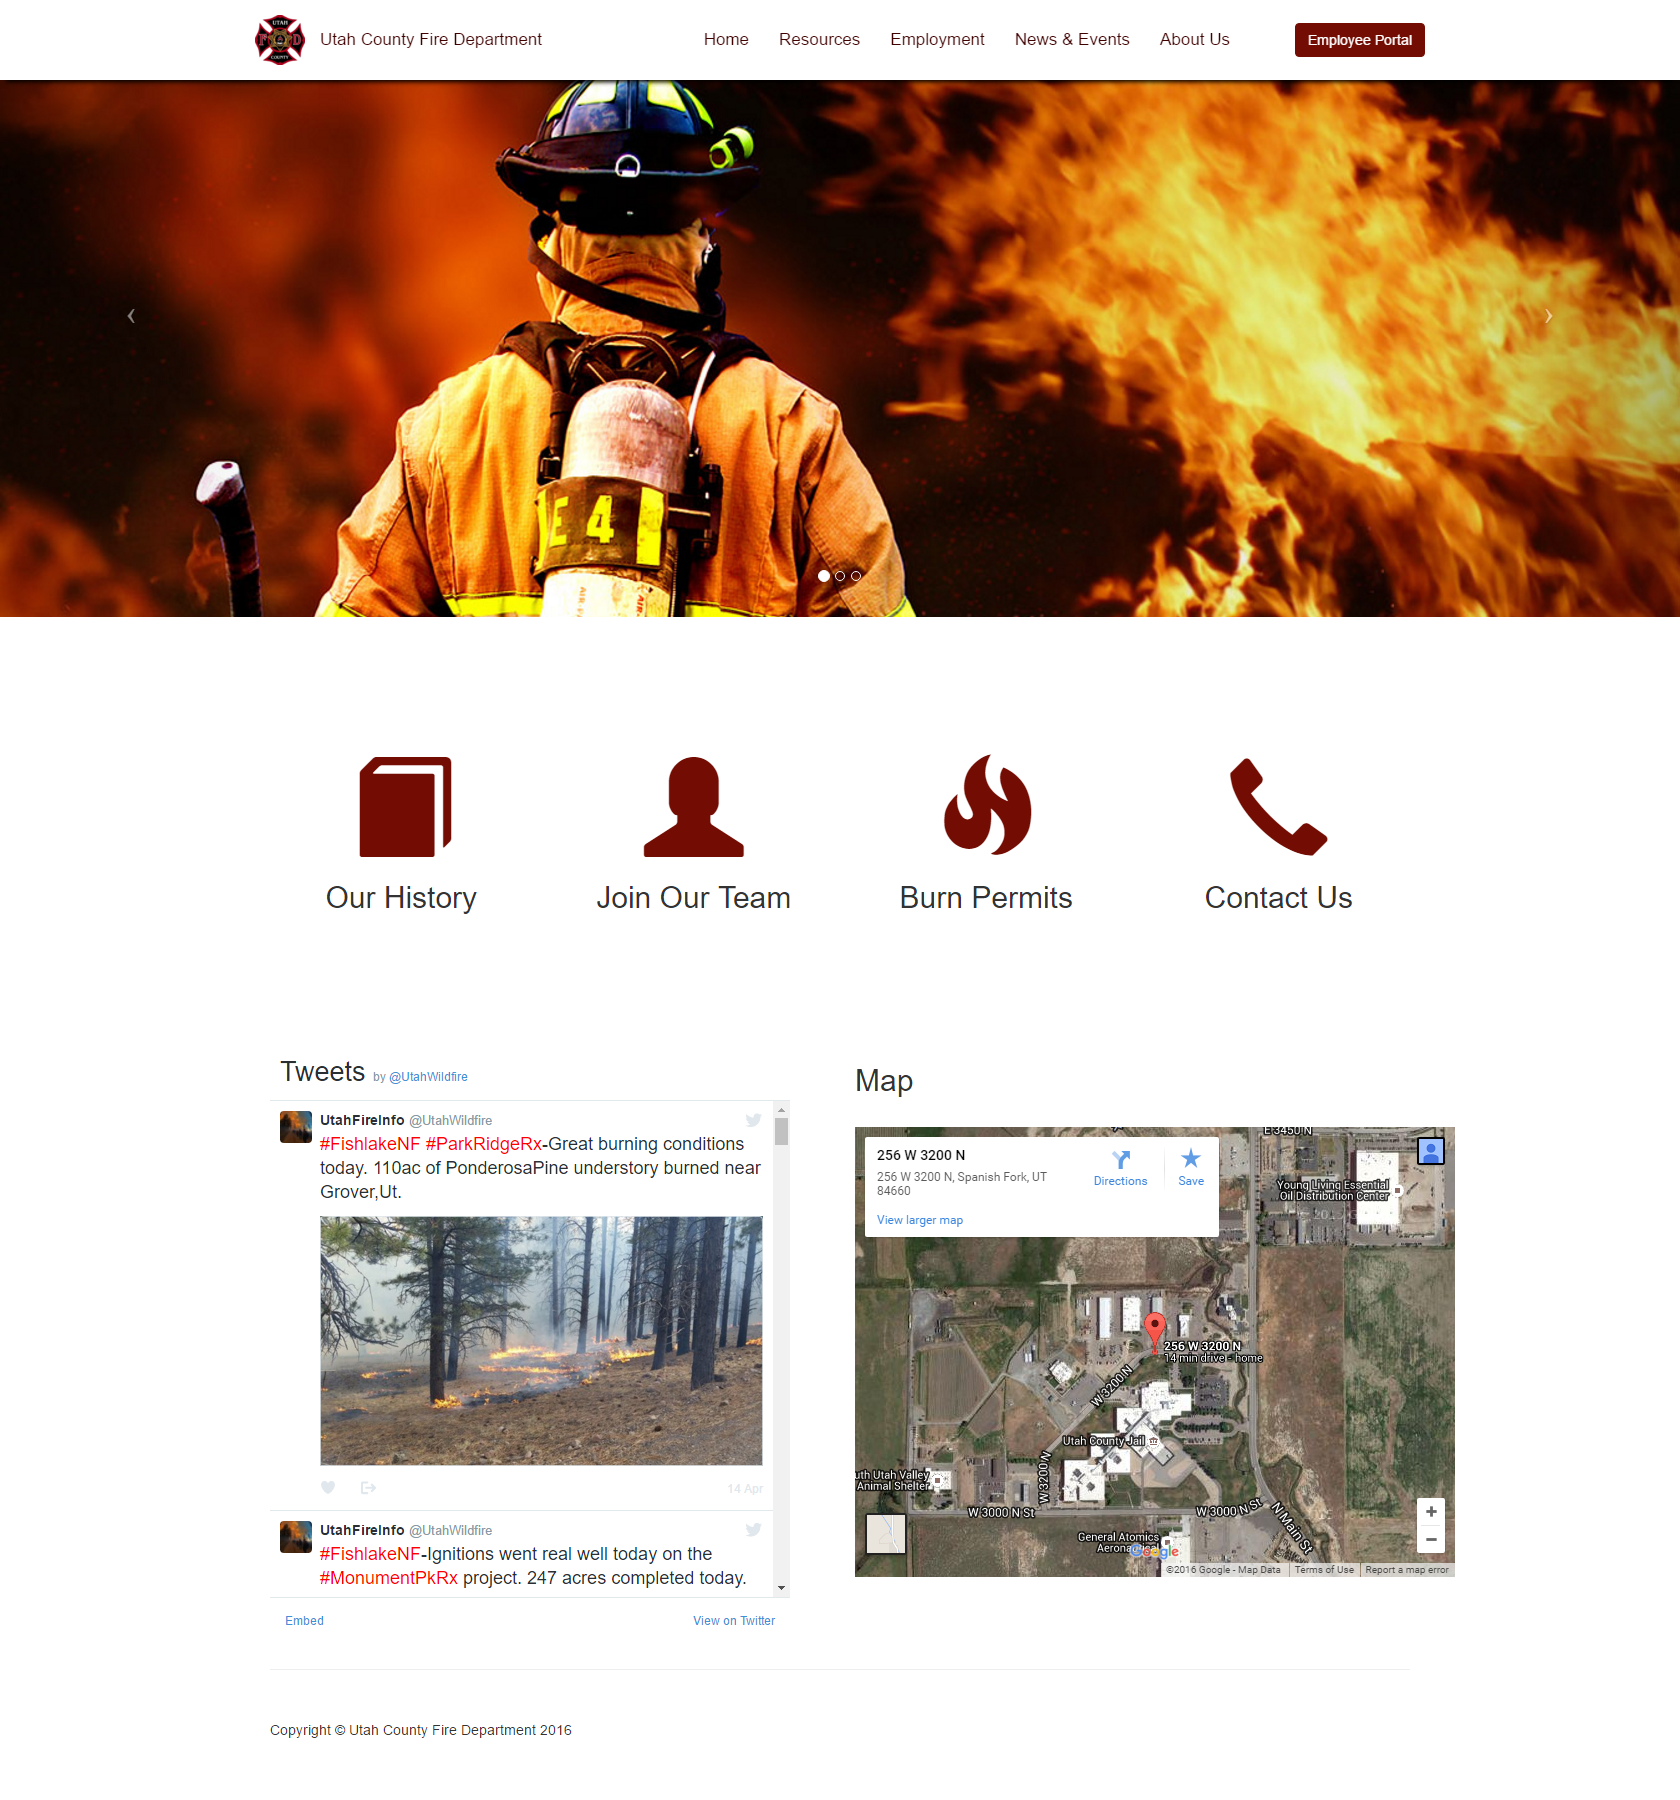 UTAH
F D
COUNTY
Utah County Fire Department
Home
Resources
Employment
News & Events
About Us
Employee Portal
E 4
Our History
Join Our Team
Burn Permits
Contact Us
Tweets by @UtahWildfire
UtahFireInfo @UtahWildfire
#FishlakeNF #ParkRidgeRx-Great burning conditions
today. 110ac of PonderosaPine understory burned near
Grover,Ut.
14 Apr
UtahFireInfo @UtahWildfire
#FishlakeNF-Ignitions went real well today on the
#MonumentPkRx project. 247 acres completed today.
Embed
View on Twitter
Map
256 W 3200 N
256 W 3200 N, Spanish Fork, UT
84660
Directions
Save
View larger map
E 3450 N
Young Living Essential
Oil Distribution Center
256 W 3200 N
14 min drive - home
W 3200 N
Utah County Jail
W 3200 W
uth Utah Valley
Animal Shelter
W 3000 N St
W 3000 N St
N Main St
General Atomics
Aeronautical
Google
©2016 Google - Map Data
Terms of Use
Report a map error
Copyright © Utah County Fire Department 2016